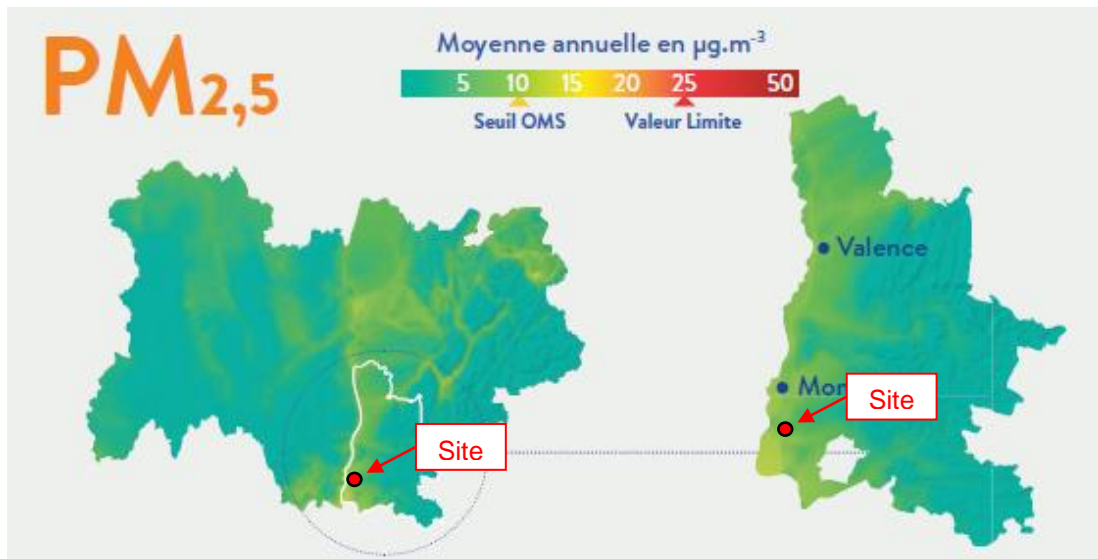 PM2,5
Moyenne annuelle en µg.m-3
5 10 15 20 25 50
Seuil OMS Valeur Limite
Valence
Mon
Site
Site